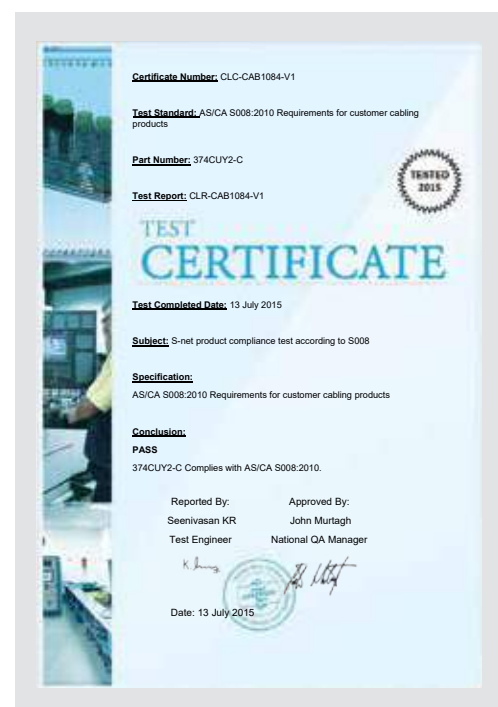 Certificate Number: CLC-CAB1084-V1
Test Standard: AS/CA S008:2010 Requirements for customer cabling
products
Part Number: 374CUY2-C
TESTED
2015
Test Report: CLR-CAB1084-V1
TEST
CERTIFICATE
Test Completed Date: 13 July 2015
Subject: S-net product compliance test according to S008
Specification:
AS/CA S008:2010 Requirements for customer cabling products
Conclusion:
PASS
374CUY2-C Complies with AS/CA S008:2010.
Reported By: Approved By:
Seenivasan KR John Murtagh
Test Engineer National QA Manager
Date: 13 July 2015